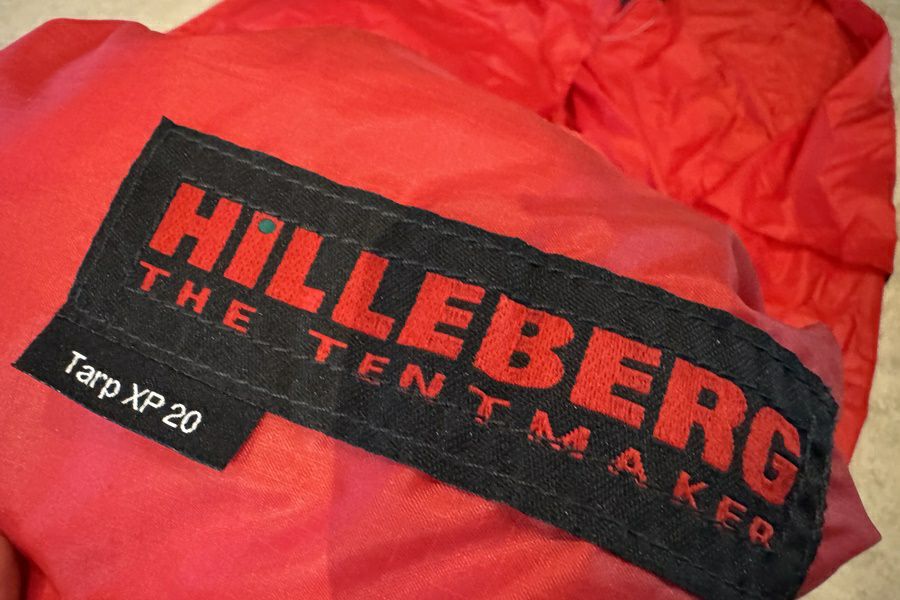 HILLEBERG
THE TENTMAKER
Tarp XP 20